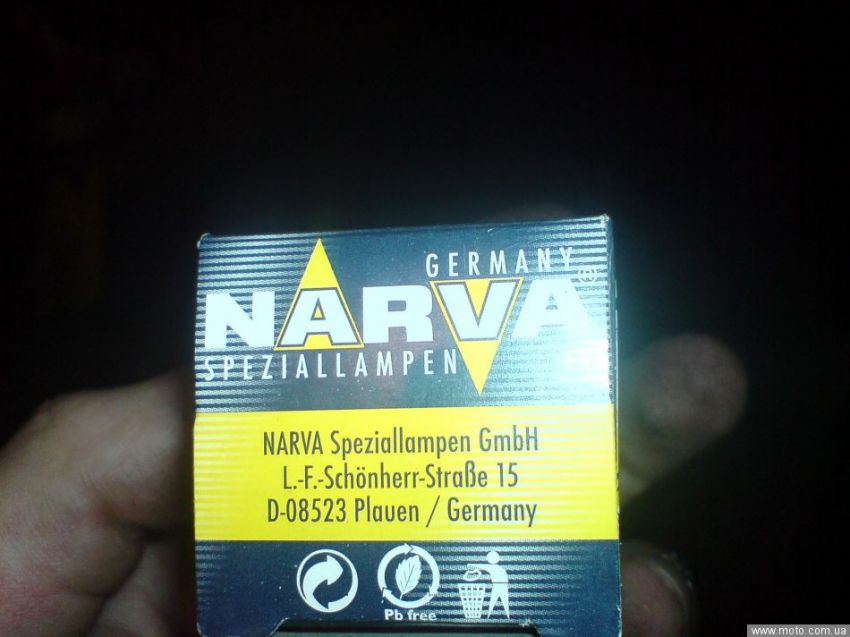 GERMANY
NARVA®
SPEZIALLAMPEN
NARVA Speziallampen GmbH
L.-F.-Schönherr-Straße 15
D-08523 Plauen / Germany
Pb free
www.moto.com.ua